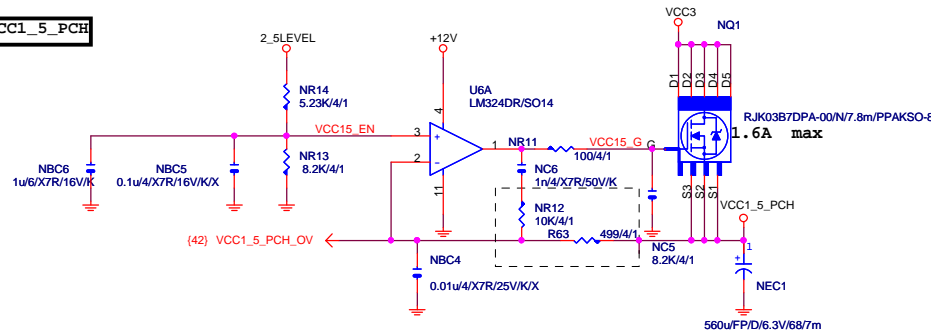 CC1_5_PCH
2_5LEVEL
+12V
VCC3
NQ1
D1
D2
D3
D4
D5
NR14
5.23K/4/1
U6A
LM324DR/SO14
RJK03B7DPA-00/N/7.8m/PPAKSO-8
1.6A max
VCC15_EN
4
3
+
2
-
1
11
NR11
100/4/1
VCC15_G
G
NBC6
1u/6/X7R/16V/K
NBC5
0.1u/4/X7R/16V/K/X
NR13
8.2K/4/1
NC6
1n/4/X7R/50V/K
S3
S2
S1
VCC1_5_PCH
NR12
10K/4/1
R63
499/4/1
{42} VCC1_5_PCH_OV
NC5
8.2K/4/1
1
+
NBC4
0.01u/4/X7R/25V/K/X
NEC1
560u/FP/D/6.3V/68/7m